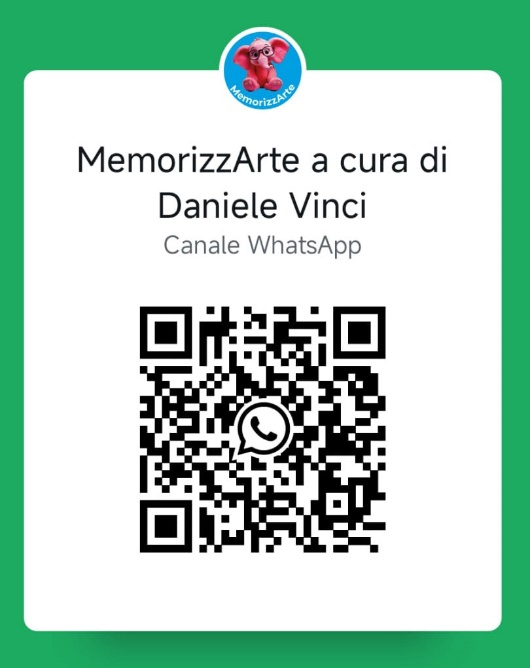 MemorizzArte
MemorizzArte a cura di
Daniele Vinci
Canale WhatsApp